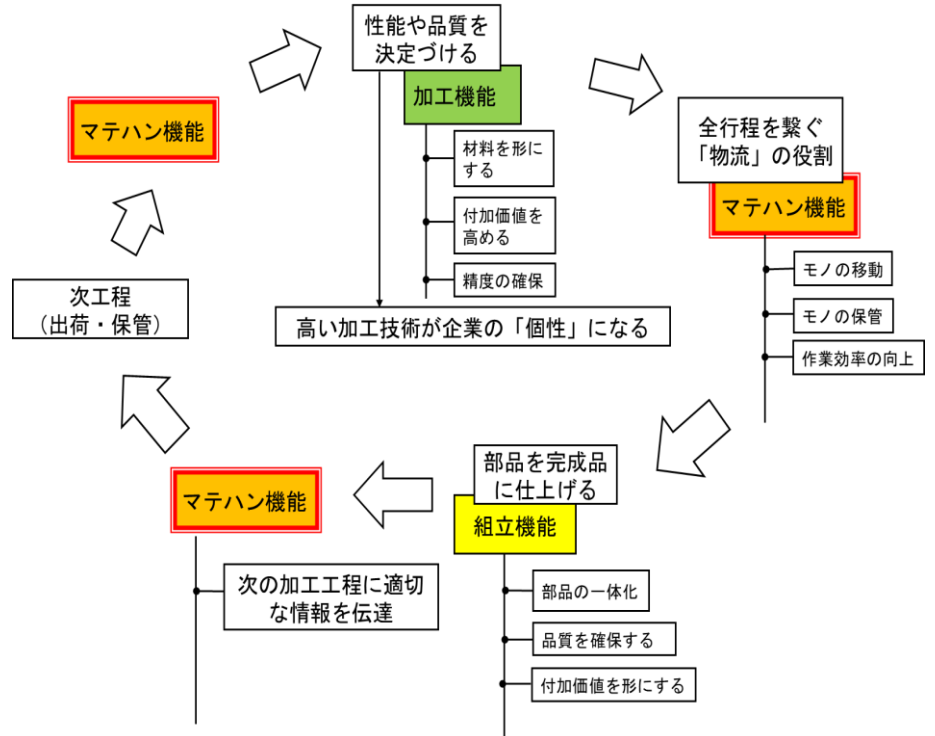 性能や品質を
決定づける
加工機能
材料を形に
する
付加価値を
高める
精度の確保
高い加工技術が企業の「個性」になる
全行程を繋ぐ
「物流」の役割
マテハン機能
モノの移動
モノの保管
作業効率の向上
部品を完成品
に仕上げる
組立機能
部品の一体化
品質を確保する
付加価値を形にする
マテハン機能
次の加工工程に適切
な情報を伝達
次工程
（出荷・保管）
マテハン機能